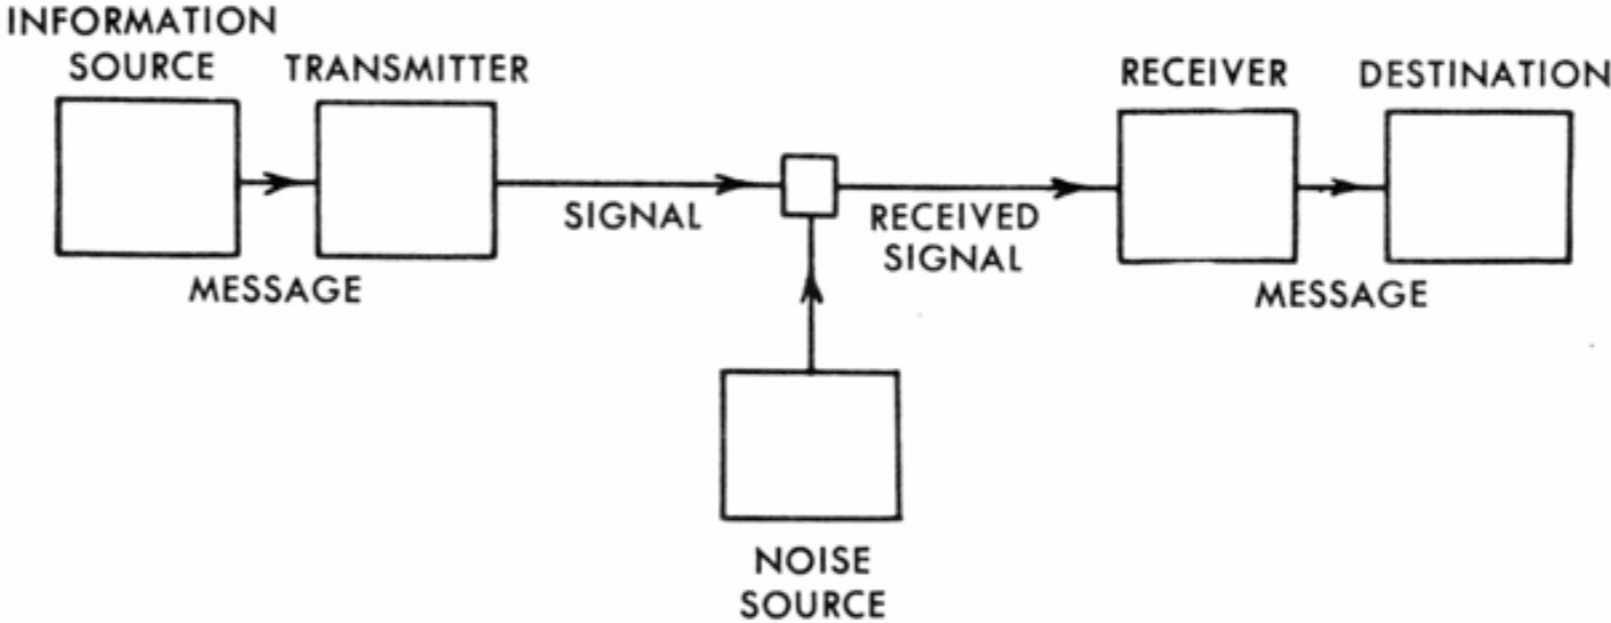 INFORMATION
SOURCE
TRANSMITTER
RECEIVER
DESTINATION
SIGNAL
RECEIVED
SIGNAL
MESSAGE
MESSAGE
NOISE
SOURCE